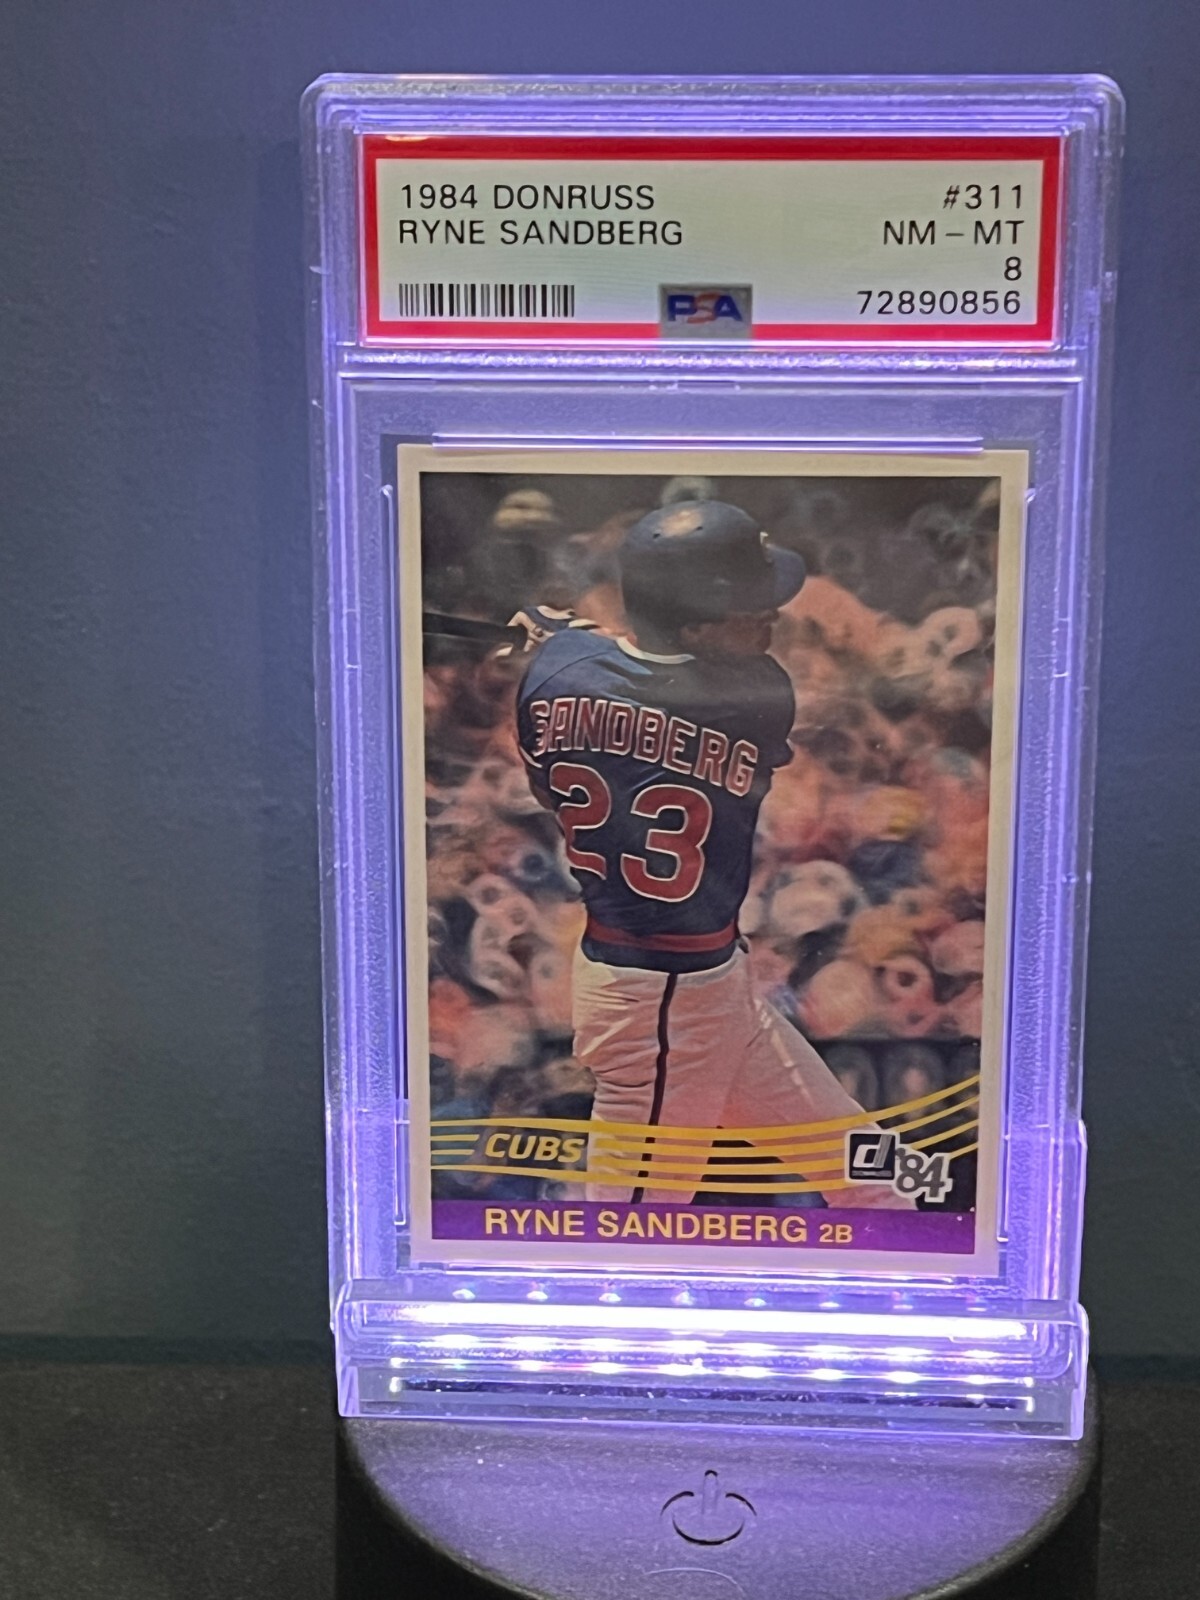 1984 DONRUSS #311
RYNE SANDBERG NM - MT
8
PSA 72890856
SANDBERG
23
CUBS
d '84
RYNE SANDBERG 2B